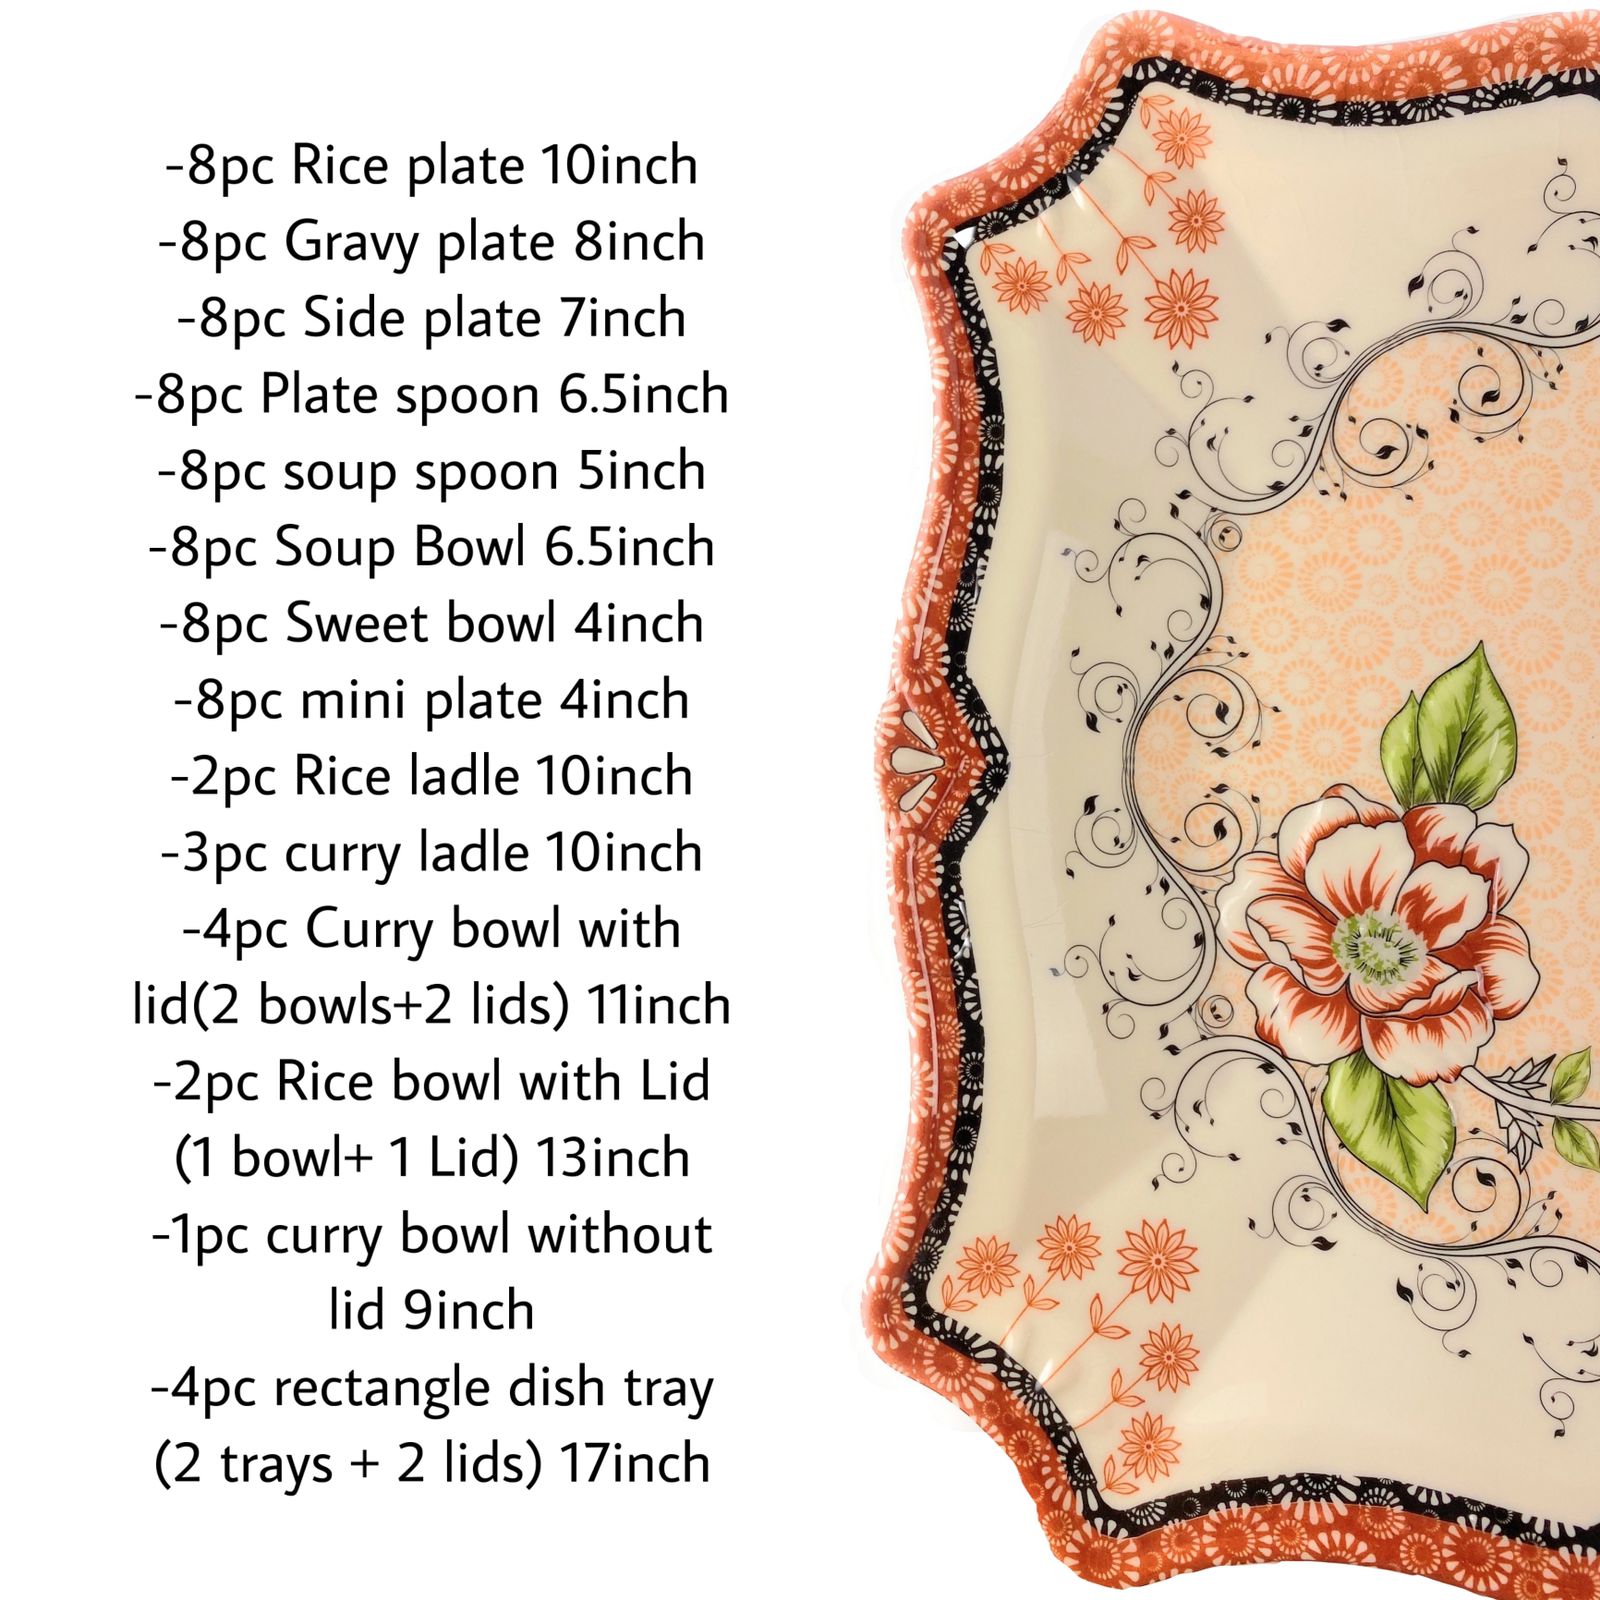 -8pc Rice plate 10inch
-8pc Gravy plate 8inch
-8pc Side plate 7inch
-8pc Plate spoon 6.5inch
-8pc soup spoon 5inch
-8pc Soup Bowl 6.5inch
-8pc Sweet bowl 4inch
-8pc mini plate 4inch
-2pc Rice ladle 10inch
-3pc curry ladle 10inch
-4pc Curry bowl with
lid(2 bowls+2 lids) 11inch
-2pc Rice bowl with Lid
(1 bowl+ 1 Lid) 13inch
-1pc curry bowl without
lid 9inch
-4pc rectangle dish tray
(2 trays + 2 lids) 17inch